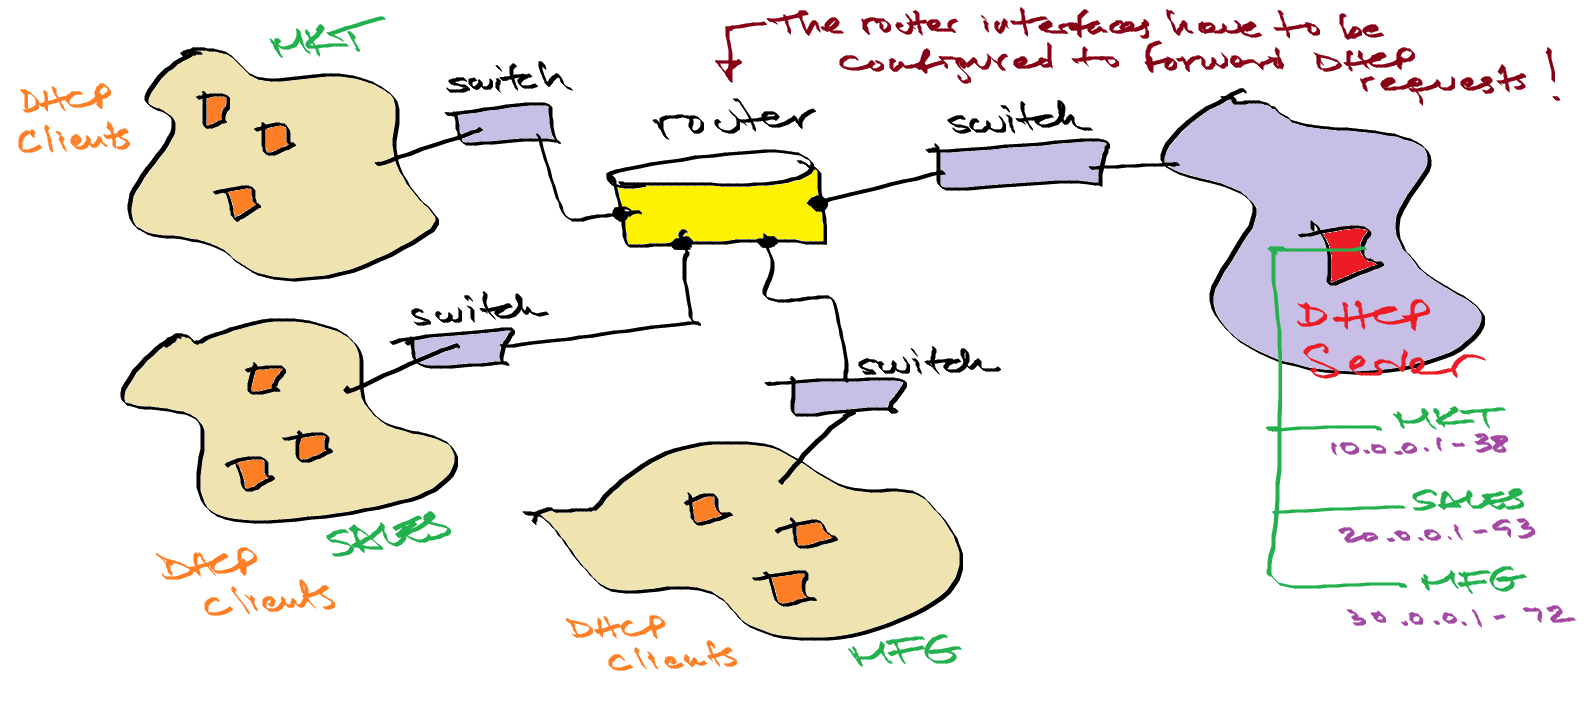 MKT
DHCP
Clients
switch
The router interfaces have to be
configured to forward DHCP
requests!
router
switch
switch
switch
DHCP
Server
MKT
10.0.0.1-38
SALES
20.0.0.1-93
MFG
30.0.0.1-72
SALES
DHCP
clients
DHCP
clients
MFG